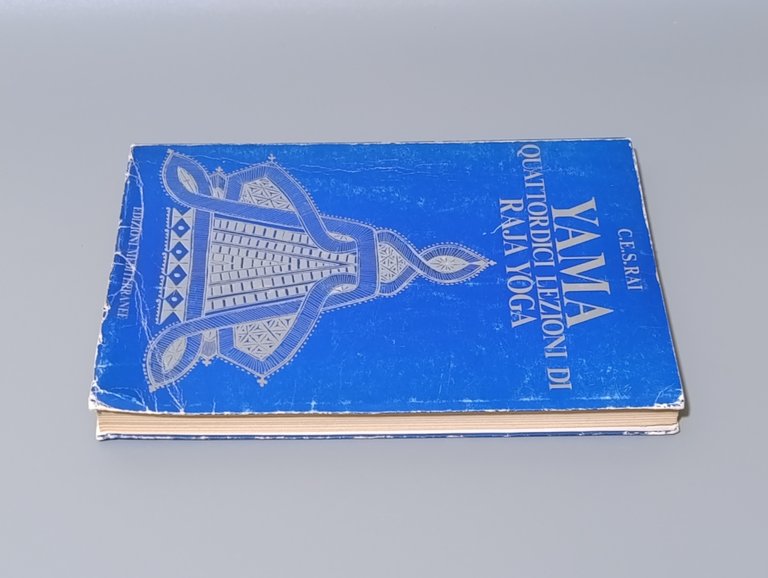 C.E.S. RAI
YAMA
QUATTORDICI LEZIONI DI
RAJA YOGA
EDIZIONI MEDITERRANEE